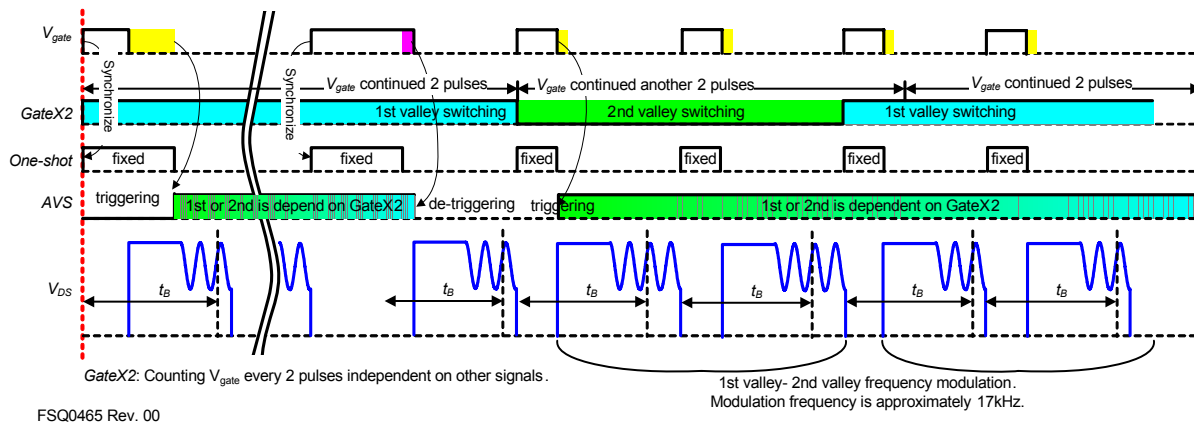 Vgate
Synchronize
Synchronize
Vgate continued 2 pulses
Vgate continued another 2 pulses
Vgate continued 2 pulses
GateX2
1st valley switching
2nd valley switching
1st valley switching
One-shot
fixed
fixed
fixed
fixed
fixed
fixed
AVS
triggering
1st or 2nd is depend on GateX2
de-triggering
triggering
1st or 2nd is dependent on GateX2
VDS
tB
tB
tB
tB
tB
tB
GateX2: Counting Vgate every 2 pulses independent on other signals.
1st valley- 2nd valley frequency modulation.
Modulation frequency is approximately 17kHz.
FSQ0465 Rev. 00